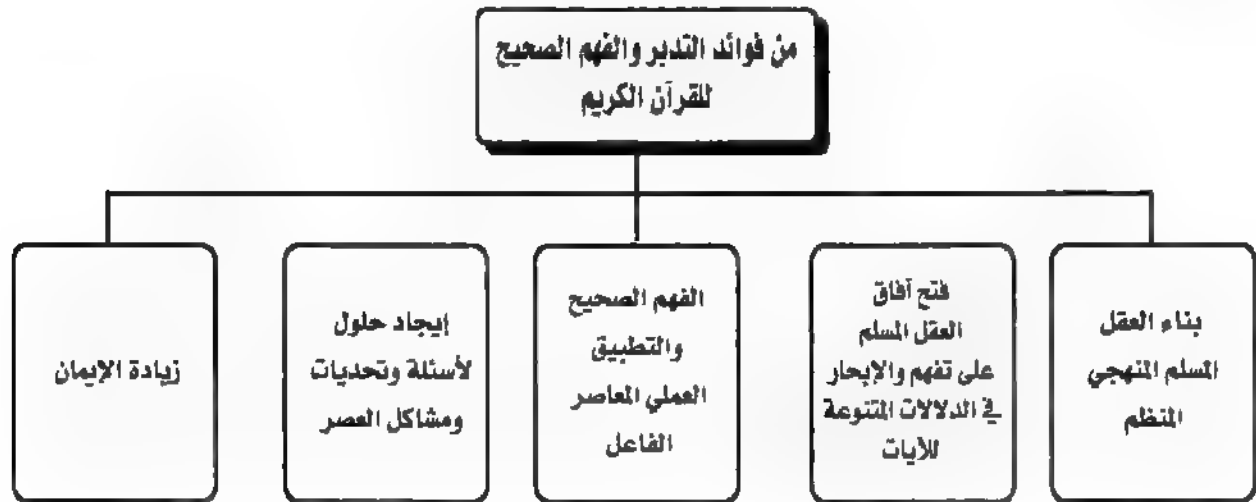 من فوائد التدبر والفهم الصحيح
للقرآن الكريم
بناء العقل
المسلم المنهجي
المنظم
فتح آفاق
العقل المسلم
على تفهم والإبحار
في الدلالات المتنوعة
للآيات
الفهم الصحيح
والتطبيق
العملي المعاصر
الفاعل
إيجاد حلول
لأسئلة وتحديات
ومشاكل العصر
زيادة الإيمان